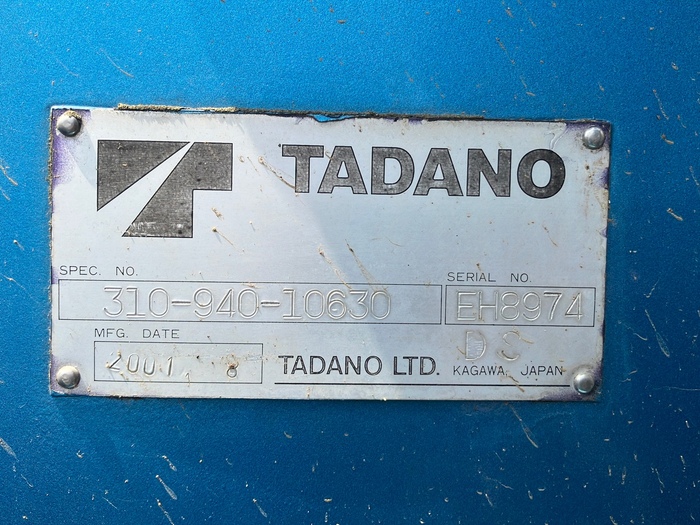 TADANO
SPEC. NO.
310-940-10630
SERIAL NO
EH8974
MFG. DATE
2001 8
TADANO LTD.
D S
KAGAWA, JAPAN